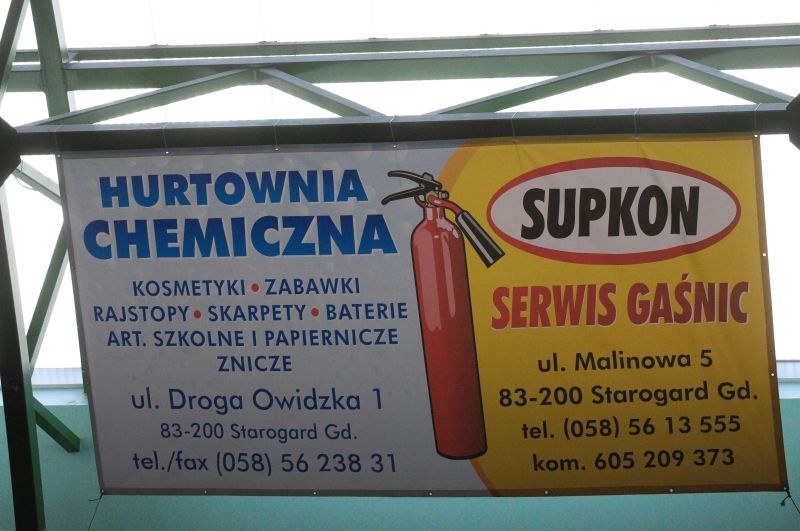 HURTOWNIA
CHEMICZNA
KOSMETYKI • ZABAWKI
RAJSTOPY • SKARPETY • BATERIE
ART. SZKOLNE I PAPIERNICZE
ZNICZE
ul. Droga Owidzka 1
83-200 Starogard Gd.
tel./fax (058) 56 238 31
SUPKON
SERWIS GAŚNIC
ul. Malinowa 5
83-200 Starogard Gd.
tel. (058) 56 13 555
kom. 605 209 373